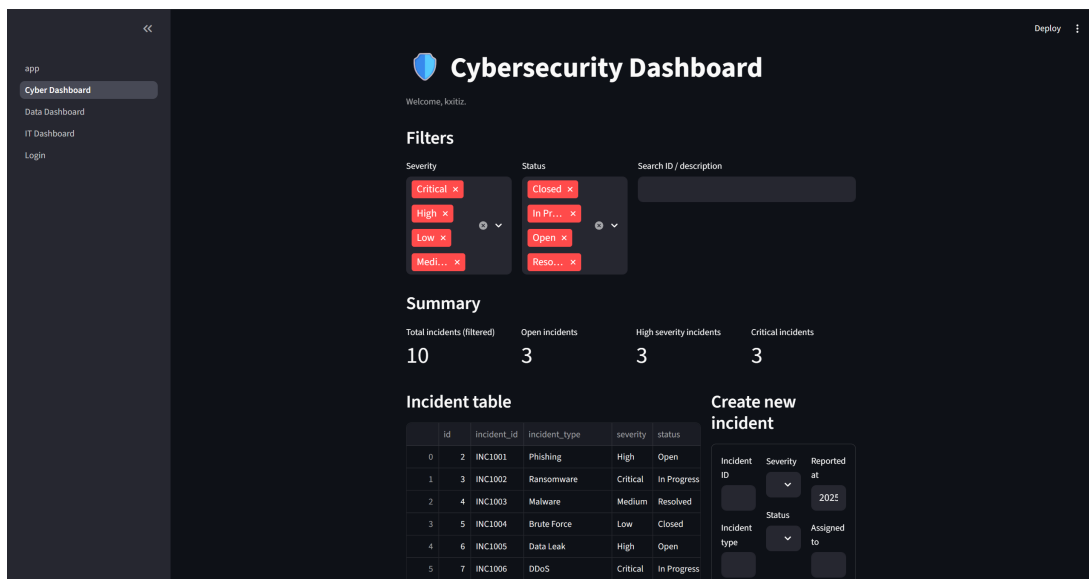 Deploy
app
Cyber Dashboard
Data Dashboard
IT Dashboard
Login
Cybersecurity Dashboard
Welcome, kxitiz.
Filters
Severity
Critical ×
High ×
Low ×
Medi... ×
Status
Closed ×
In Pr... ×
Open ×
Reso... ×
Search ID / description
Summary
Total incidents (filtered) Open incidents High severity incidents Critical incidents
10 3 3 3
Incident table
id incident_id incident_type severity status
0 2 INC1001 Phishing High Open
1 3 INC1002 Ransomware Critical In Progress
2 4 INC1003 Malware Medium Resolved
3 5 INC1004 Brute Force Low Closed
4 6 INC1005 Data Leak High Open
5 7 INC1006 DDoS Critical In Progress
Create new
incident
Incident
ID
Incident
type
Severity
Status
Reported
at
2025
Assigned
to